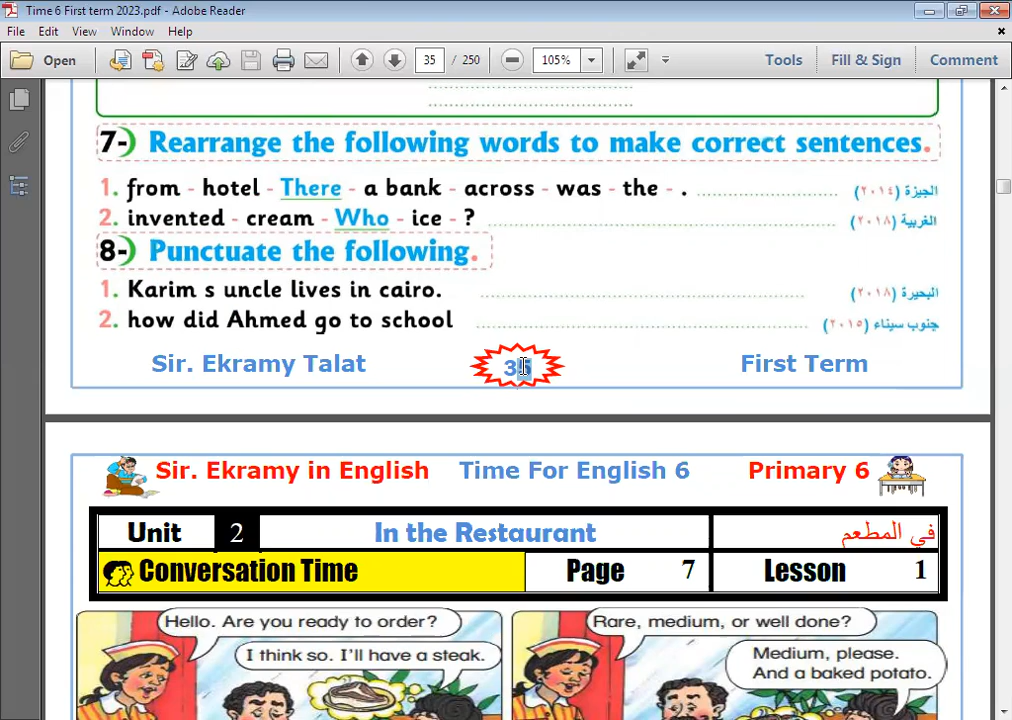 Time 6 First term 2023.pdf - Adobe Reader
File Edit View Window Help
Open 35 / 250 105% Tools Fill & Sign Comment
7-) Rearrange the following words to make correct sentences.
1. from - hotel - There - a bank - across - was - the - . الجيزة (٢٠١٤)
2. invented - cream - Who - ice - ? الغربية (٢٠١٨)
8-) Punctuate the following.
1. Karim s uncle lives in cairo. البحيرة (٢٠١٨)
2. how did Ahmed go to school جنوب سيناء (٢٠١٥)
Sir. Ekramy Talat 35 First Term
Sir. Ekramy in English Time For English 6 Primary 6
Unit 2 In the Restaurant في المطعم
Conversation Time Page 7 Lesson 1
Hello. Are you ready to order?
I think so. I'll have a steak.
Rare, medium, or well done?
Medium, please.
And a baked potato.